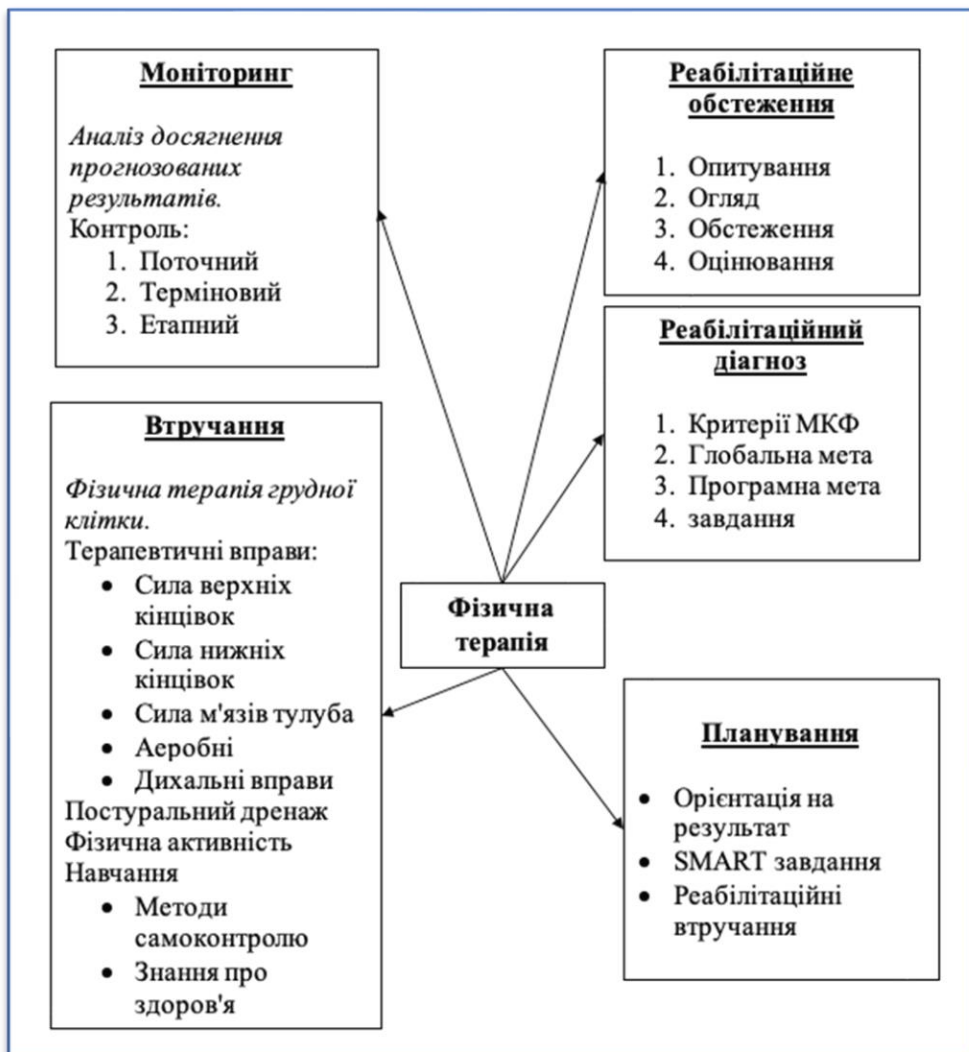 Моніторинг
Аналіз досягнення
прогнозованих
результатів.
Контроль:
1. Поточний
2. Терміновий
3. Етапний
Реабілітаційне
обстеження
1. Опитування
2. Огляд
3. Обстеження
4. Оцінювання
Реабілітаційний
діагноз
1. Критерії МКФ
2. Глобальна мета
3. Програмна мета
4. завдання
Втручання
Фізична терапія грудної
клітки.
Терапевтичні вправи:
• Сила верхніх
кінцівок
• Сила нижніх
кінцівок
• Сила м'язів тулуба
• Аеробні
• Дихальні вправи
Постуральний дренаж
Фізична активність
Навчання
• Методи
самоконтролю
• Знання про
здоров'я
Фізична
терапія
Планування
• Орієнтація на
результат
• SMART завдання
• Реабілітаційні
втручання